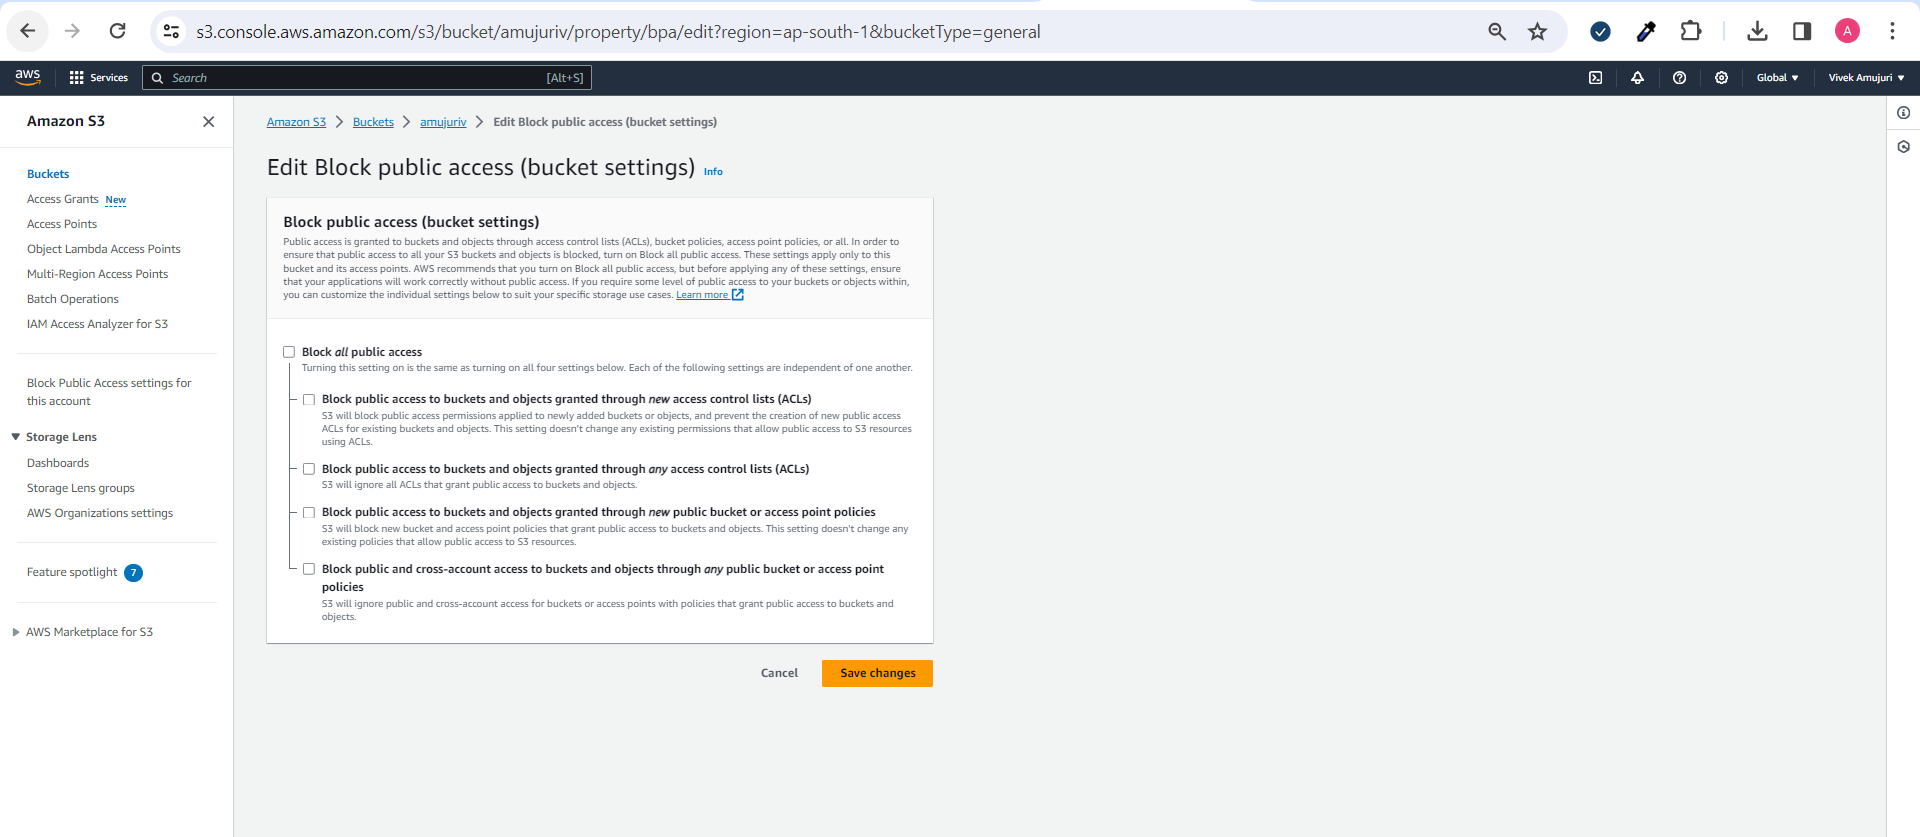 s3.console.aws.amazon.com/s3/bucket/amujuriv/property/bpa/edit?region=ap-south-1&bucketType=general
A
aws
Services
Search
[Alt+S]
Global
Vivek Amujuri
Amazon S3
Buckets
Access Grants New
Access Points
Object Lambda Access Points
Multi-Region Access Points
Batch Operations
IAM Access Analyzer for S3
Block Public Access settings for
this account
Storage Lens
Dashboards
Storage Lens groups
AWS Organizations settings
Feature spotlight 7
AWS Marketplace for S3
Amazon S3 > Buckets > amujuriv > Edit Block public access (bucket settings)
Edit Block public access (bucket settings) Info
Block public access (bucket settings)
Public access is granted to buckets and objects through access control lists (ACLs), bucket policies, access point policies, or all. In order to
ensure that public access to all your S3 buckets and objects is blocked, turn on Block all public access. These settings apply only to this
bucket and its access points. AWS recommends that you turn on Block all public access, but before applying any of these settings, ensure
that your applications will work correctly without public access. If you require some level of public access to your buckets or objects within,
you can customize the individual settings below to suit your specific storage use cases. Learn more
Block all public access
Turning this setting on is the same as turning on all four settings below. Each of the following settings are independent of one another.
Block public access to buckets and objects granted through new access control lists (ACLs)
S3 will block public access permissions applied to newly added buckets or objects, and prevent the creation of new public access
ACLs for existing buckets and objects. This setting doesn't change any existing permissions that allow public access to S3 resources
using ACLs.
Block public access to buckets and objects granted through any access control lists (ACLs)
S3 will ignore all ACLs that grant public access to buckets and objects.
Block public access to buckets and objects granted through new public bucket or access point policies
S3 will block new bucket and access point policies that grant public access to buckets and objects. This setting doesn't change any
existing policies that allow public access to S3 resources.
Block public and cross-account access to buckets and objects through any public bucket or access point
policies
S3 will ignore public and cross-account access for buckets or access points with policies that grant public access to buckets and
objects.
Cancel
Save changes